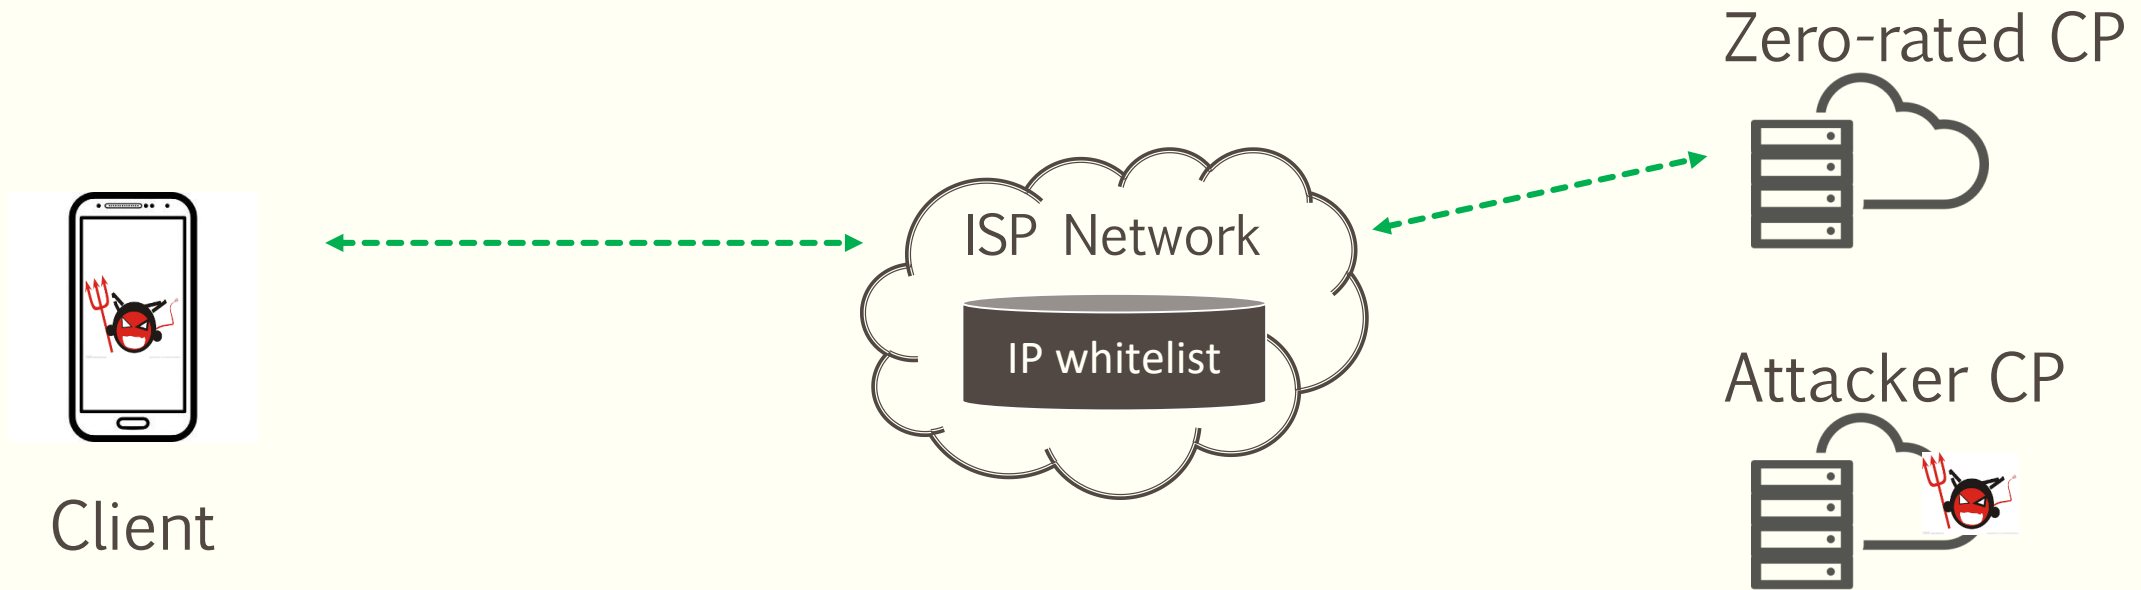 Zero-rated CP
ISP Network
IP whitelist
Attacker CP
Client